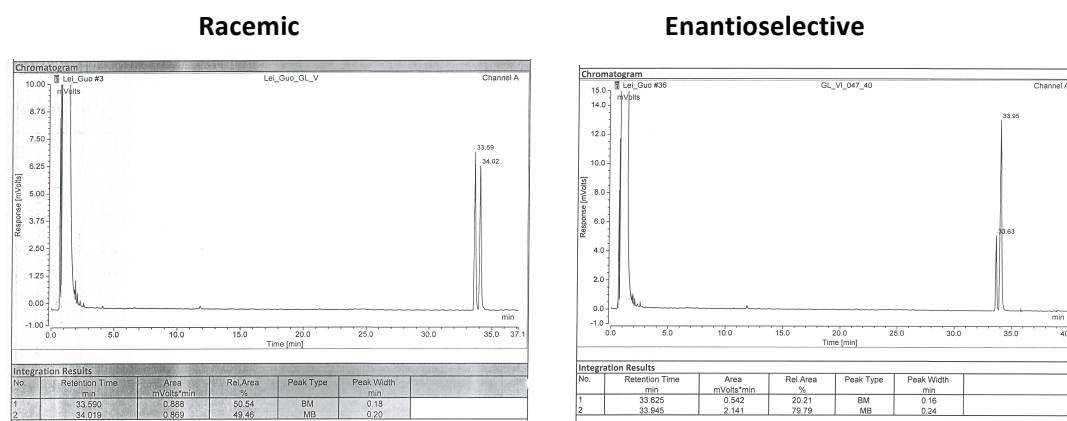 Racemic
Enantioselective
Chromatogram
Lei_Guo #3 Lei_Guo_GL_V Channel A
mVolts
10.00
8.75
7.50
6.25
5.00
3.75
2.50
1.25
0.00
-1.00
Response [mVolts]
33.59
34.02
min
0.0 5.0 10.0 15.0 20.0 25.0 30.0 35.0 37.1
Time [min]
Integration Results
No. Retention Time Area Rel.Area Peak Type Peak Width
min mVolts*min % min
1 33.590 0.888 50.54 BM 0.18
2 34.019 0.869 49.46 MB 0.20
Chromatogram
Lei_Guo #36 GL_VI_047_40 Channel A
mVolts
15.0
14.0
12.0
10.0
8.0
6.0
4.0
2.0
0.0
-1.0
Response [mVolts]
33.95
33.63
min
0.0 5.0 10.0 15.0 20.0 25.0 30.0 35.0 40
Time [min]
Integration Results
No. Retention Time Area Rel.Area Peak Type Peak Width
min mVolts*min % min
1 33.625 0.542 20.21 BM 0.16
2 33.945 2.141 79.79 MB 0.24